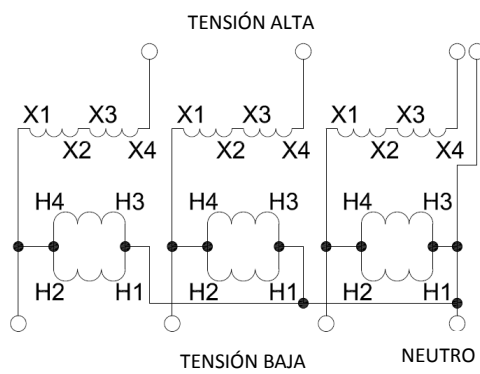 TENSIÓN ALTA
X1 X3 X1 X3 X1 X3
X2 X4 X2 X4 X2 X4
H4 H3 H4 H3 H4 H3
H2 H1 H2 H1 H2 H1
TENSIÓN BAJA NEUTRO